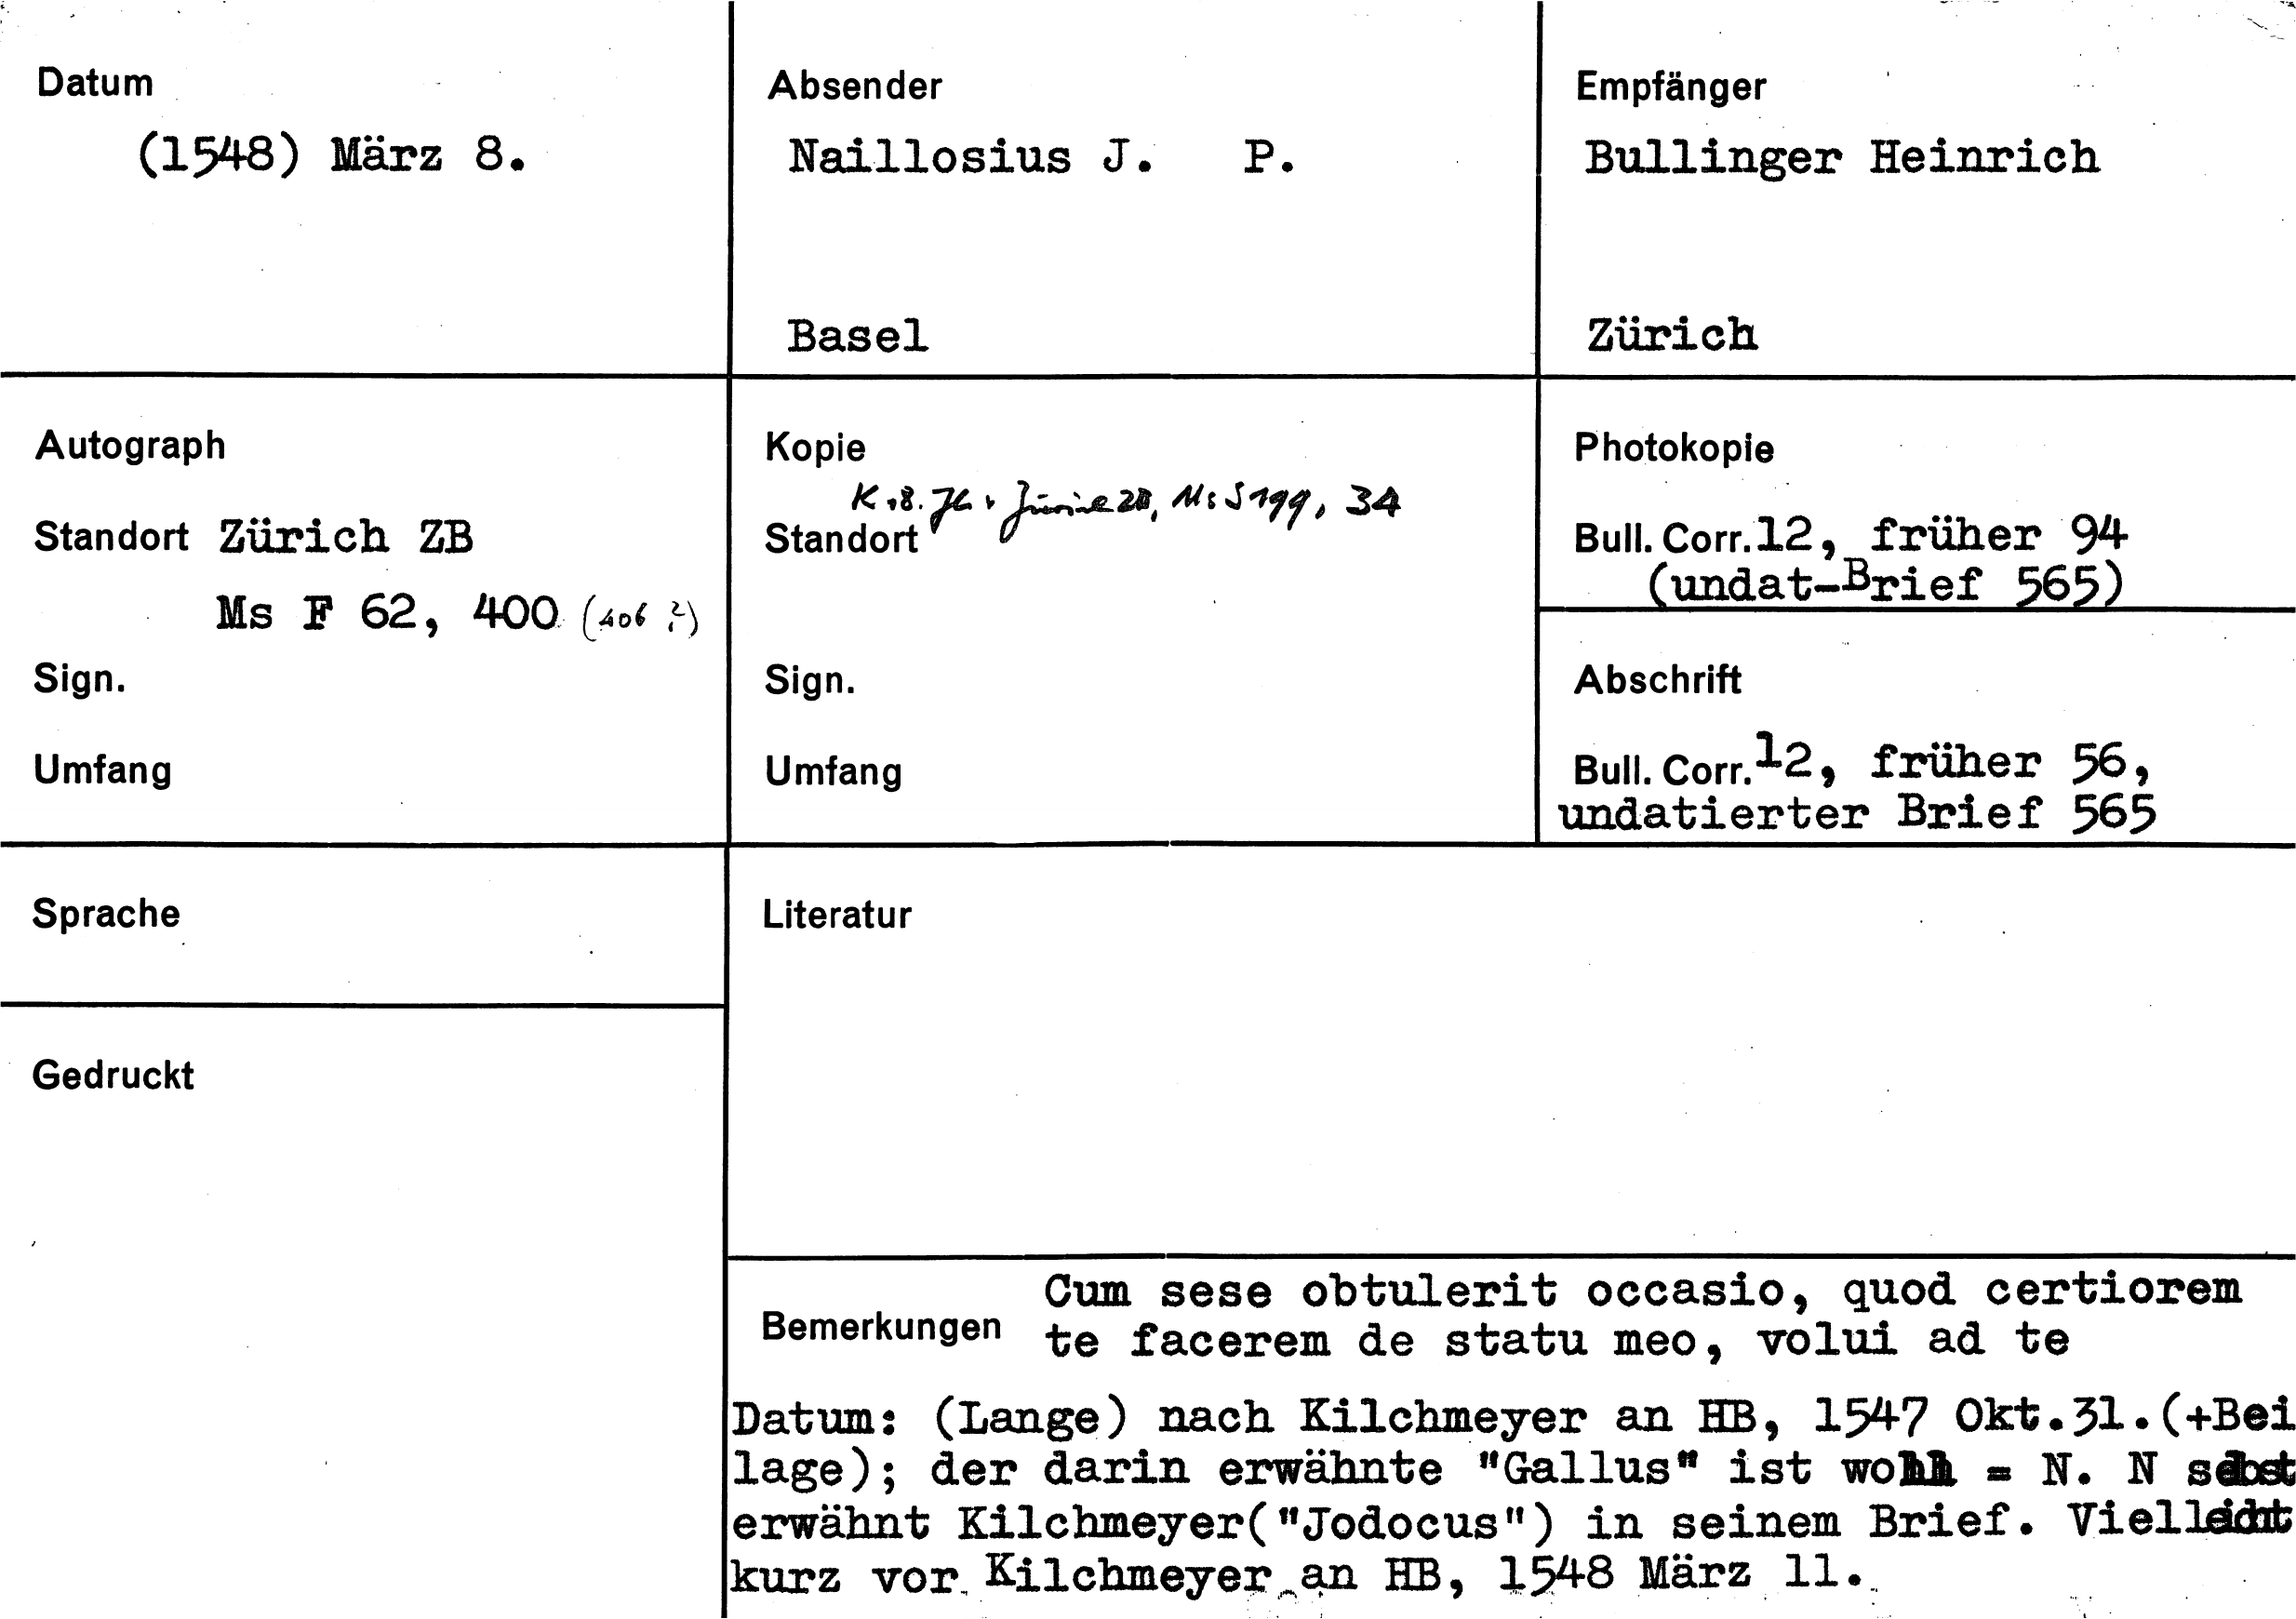 Datum
(1548) März 8.
Absender
Naillosius J. P.
Basel
Empfänger
Bullinger Heinrich
Zürich
Autograph
Standort Zürich ZB
Ms F 62, 400 (406 ?)
Sign.
Umfang
Kopie
Zürich ZB, Ms S 199, 34
Standort
Sign.
Umfang
Photokopie
Bull. Corr. 12, früher 94
(undat-Brief 565)
Abschrift
Bull. Corr. 12, früher 56,
undatierter Brief 565
Sprache
Gedruckt
Literatur
Bemerkungen
Cum sese obtulerit occasio, quod certiorem
te facerem de statu meo, volui ad te
Datum: (Lange) nach Kilchmeyer an HB, 1547 Okt.31.(+Bei
lage); der darin erwähnte "Gallus" ist wohl = N. N selbst
erwähnt Kilchmeyer("Jodocus") in seinem Brief. Vielleicht
kurz vor Kilchmeyer an HB, 1548 März 11.